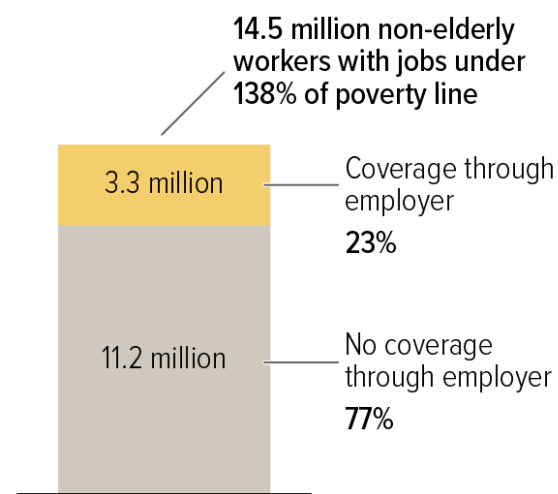 14.5 million non-elderly
workers with jobs under
138% of poverty line
3.3 million
Coverage through
employer
23%
11.2 million
No coverage
through employer
77%